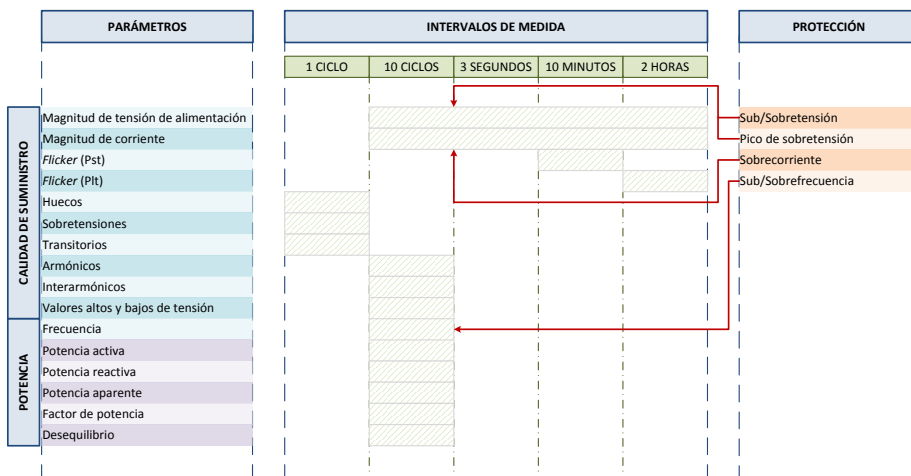 PARÁMETROS
INTERVALOS DE MEDIDA
PROTECCIÓN
1 CICLO
10 CICLOS
3 SEGUNDOS
10 MINUTOS
2 HORAS
CALIDAD DE SUMINISTRO
Magnitud de tensión de alimentación
Magnitud de corriente
Flicker (Pst)
Flicker (Plt)
Huecos
Sobretensiones
Transitorios
Armónicos
Interarmónicos
Valores altos y bajos de tensión
POTENCIA
Frecuencia
Potencia activa
Potencia reactiva
Potencia aparente
Factor de potencia
Desequilibrio
Sub/Sobretensión
Pico de sobretensión
Sobrecorriente
Sub/Sobrefrecuencia